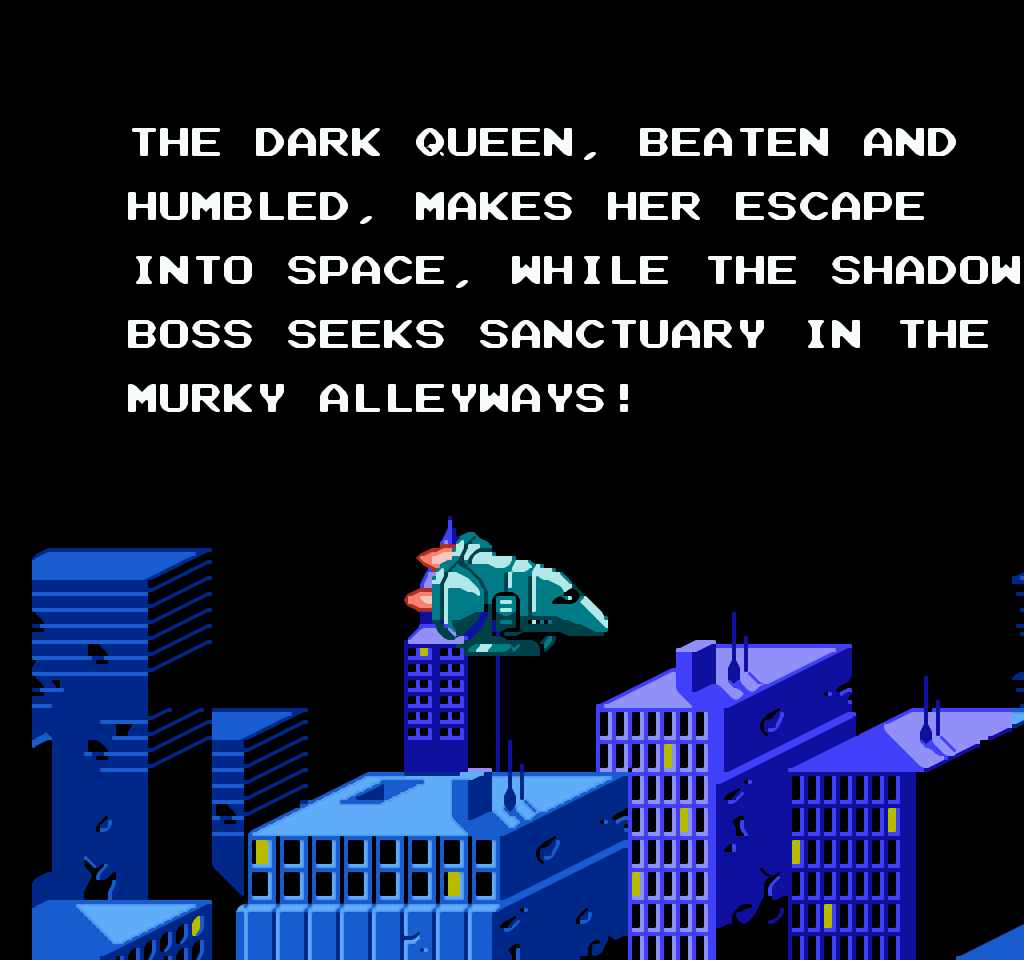 THE DARK QUEEN, BEATEN AND
HUMBLED, MAKES HER ESCAPE
INTO SPACE, WHILE THE SHADOW
BOSS SEEKS SANCTUARY IN THE
MURKY ALLEYWAYS!